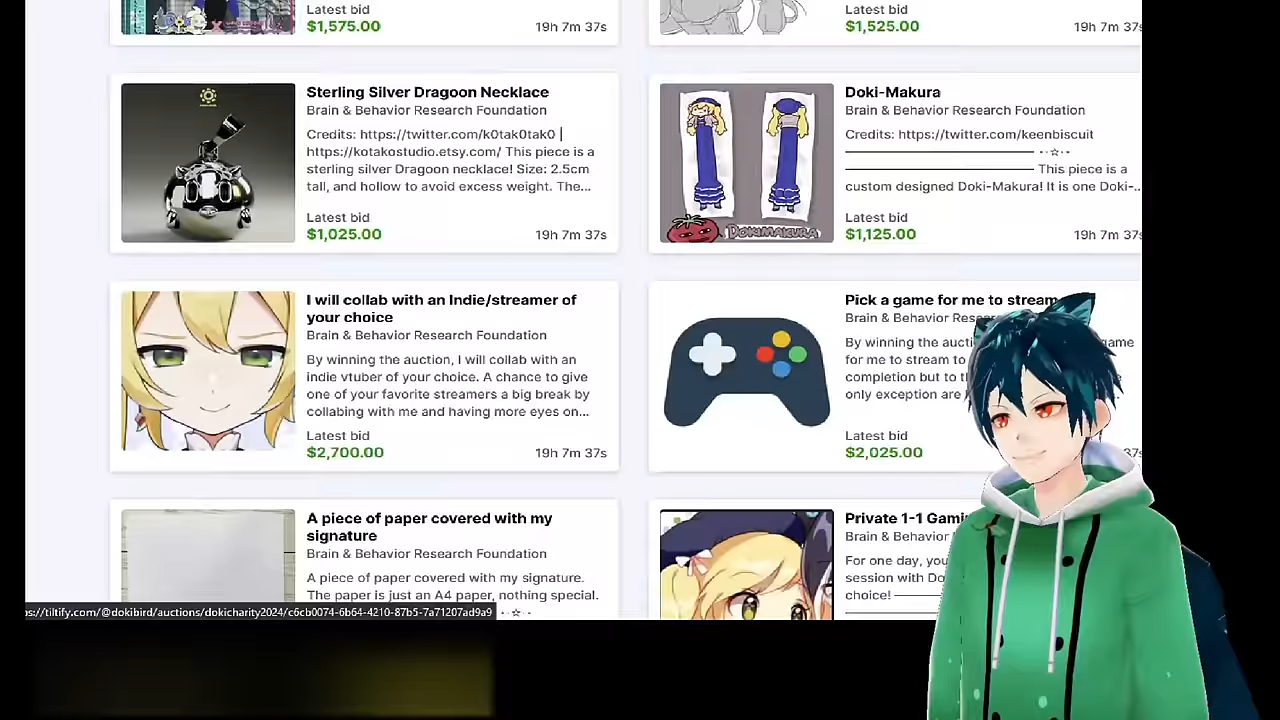 Latest bid
$1,575.00
19h 7m 37s
Latest bid
$1,525.00
19h 7m 37s
Sterling Silver Dragoon Necklace
Brain & Behavior Research Foundation
Credits: https://twitter.com/k0tak0tak0 |
https://kotakostudio.etsy.com/ This piece is a
sterling silver Dragoon necklace! Size: 2.5cm
tall, and hollow to avoid excess weight. The...
Latest bid
$1,025.00
19h 7m 37s
DOKIMAKURA
Doki-Makura
Brain & Behavior Research Foundation
Credits: https://twitter.com/keenbiscuit
This piece is a
custom designed Doki-Makura! It is one Doki-...
Latest bid
$1,125.00
19h 7m 37s
I will collab with an Indie/streamer of
your choice
Brain & Behavior Research Foundation
By winning the auction, I will collab with an
indie vtuber of your choice. A chance to give
one of your favorite streamers a big break by
collabing with me and having more eyes on...
Latest bid
$2,700.00
19h 7m 37s
Pick a game for me to stream
Brain & Behavior
By winning the game
for me to stream to
completion but to
only exception are
Latest bid
$2,025.00
A piece of paper covered with my
signature
Brain & Behavior Research Foundation
A piece of paper covered with my signature.
The paper is just an A4 paper, nothing special.
Private 1-1
Brain & Behavior
For one day, you
session with Do
choice!
s://tiltify.com/@dokibird/auctions/dokicharity2024/c6cb0074-6b64-4210-87b5-7a71207ad9a9